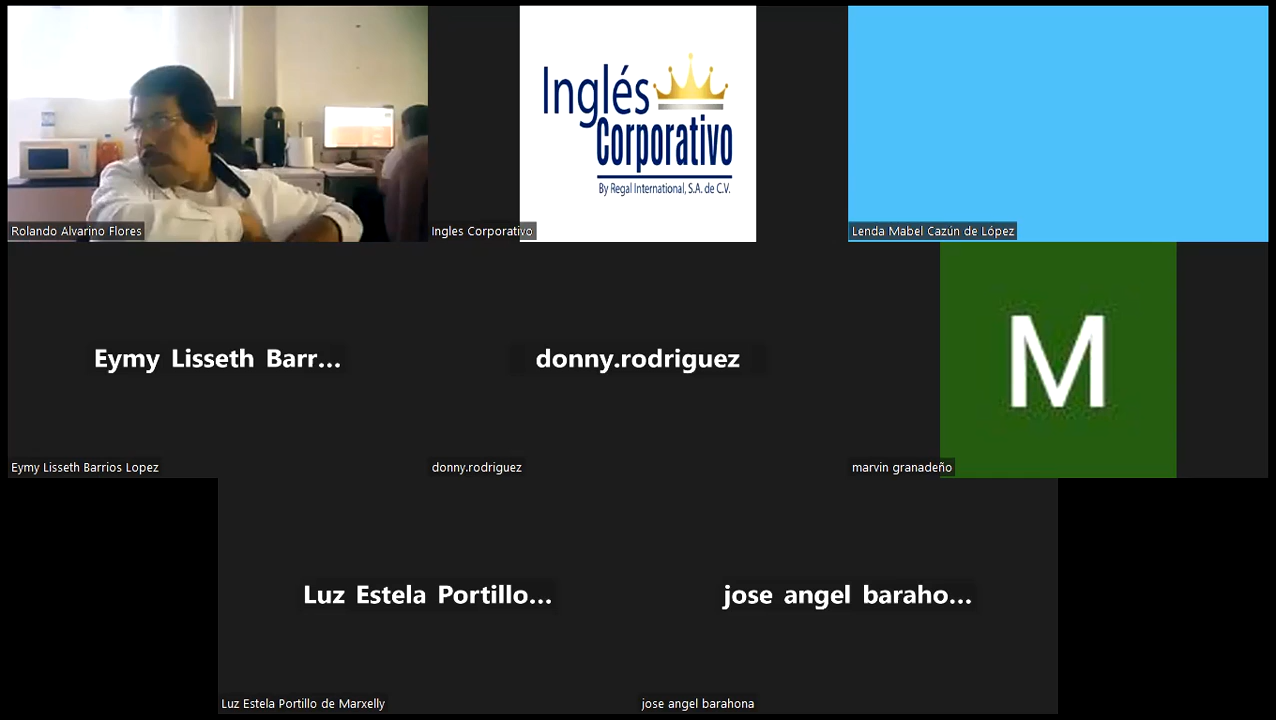 Rolando Alvarino Flores
Inglés
Corporativo
By Regal International, S.A. de C.V.
Ingles Corporativo
Lenda Mabel Cazún de López
Eymy Lisseth Barr...
Eymy Lisseth Barrios Lopez
donny.rodriguez
donny.rodriguez
M
marvin granadeño
Luz Estela Portillo...
Luz Estela Portillo de Marxelly
jose angel baraho...
jose angel barahona